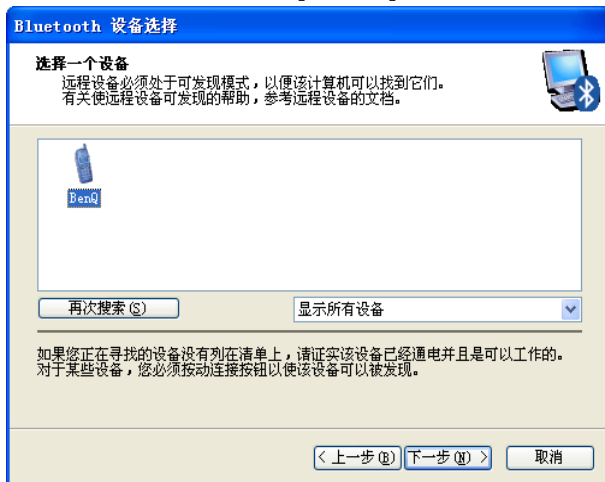 Bluetooth 设备选择
选择一个设备
远程设备必须处于可发现模式，以便该计算机可以找到它们。
有关使远程设备可发现的帮助，参考远程设备的文档。
BenQ
再次搜索(S)
显示所有设备
如果您正在寻找的设备没有列在清单上，请证实该设备已经通电并且是可以工作的。
对于某些设备，您必须按动连接按钮以使该设备可以被发现。
< 上一步(B) 下一步(N) > 取消